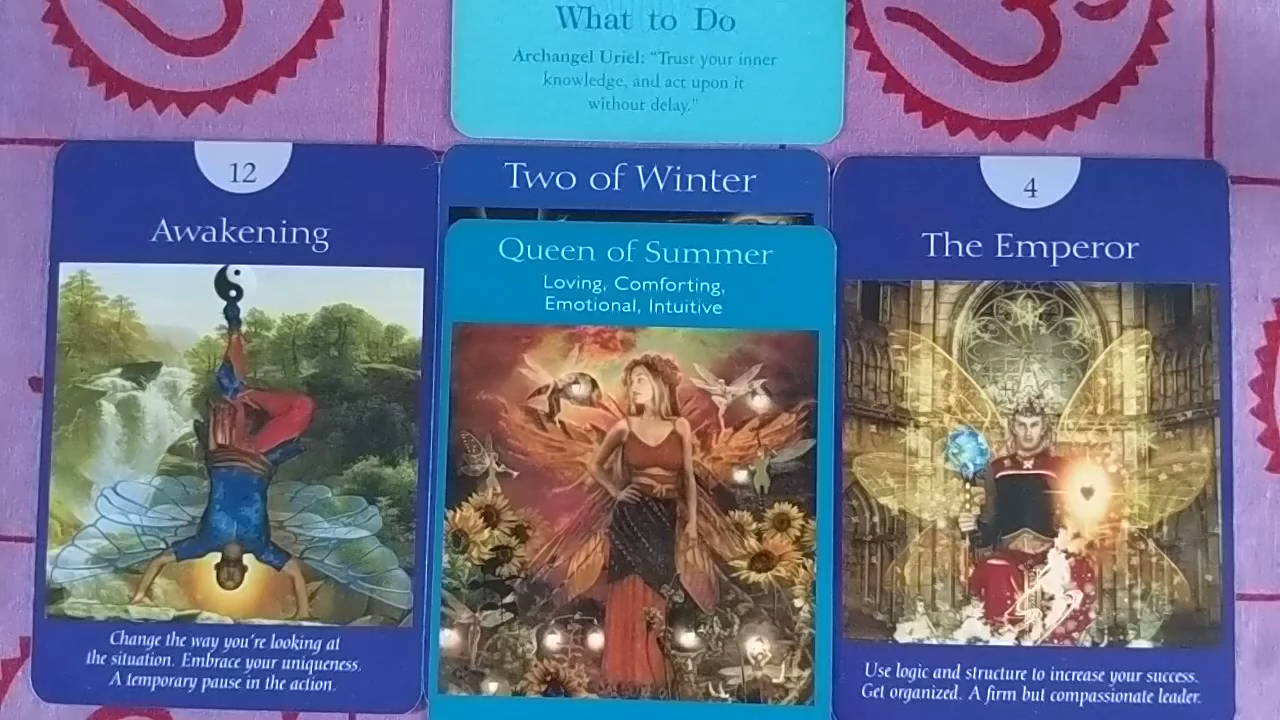 What to Do
Archangel Uriel: "Trust your inner
knowledge, and act upon it
without delay."
12
Awakening
Change the way you're looking at
the situation. Embrace your uniqueness.
A temporary pause in the action.
Two of Winter
Queen of Summer
Loving, Comforting,
Emotional, Intuitive
4
The Emperor
Use logic and structure to increase your success.
Get organized. A firm but compassionate leader.